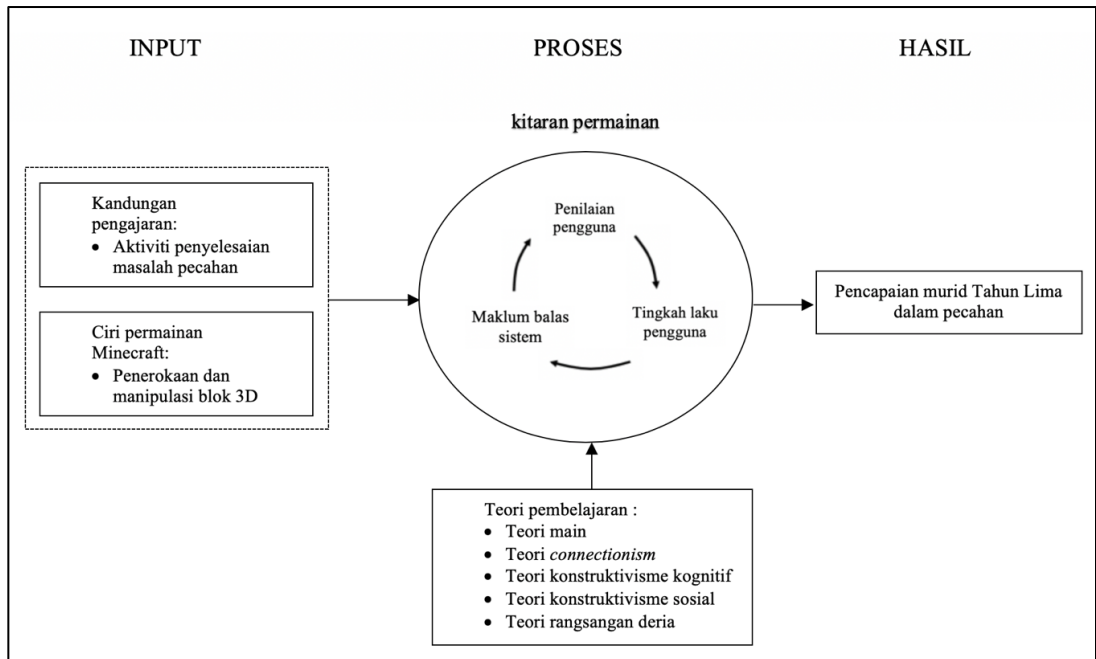 INPUT
PROSES
HASIL
kitaran permainan
Kandungan
pengajaran:
• Aktiviti penyelesaian
masalah pecahan
Ciri permainan
Minecraft:
• Penerokaan dan
manipulasi blok 3D
Penilaian
pengguna
Tingkah laku
pengguna
Maklum balas
sistem
Pencapaian murid Tahun Lima
dalam pecahan
Teori pembelajaran :
• Teori main
• Teori connectionism
• Teori konstruktivisme kognitif
• Teori konstruktivisme sosial
• Teori rangsangan deria